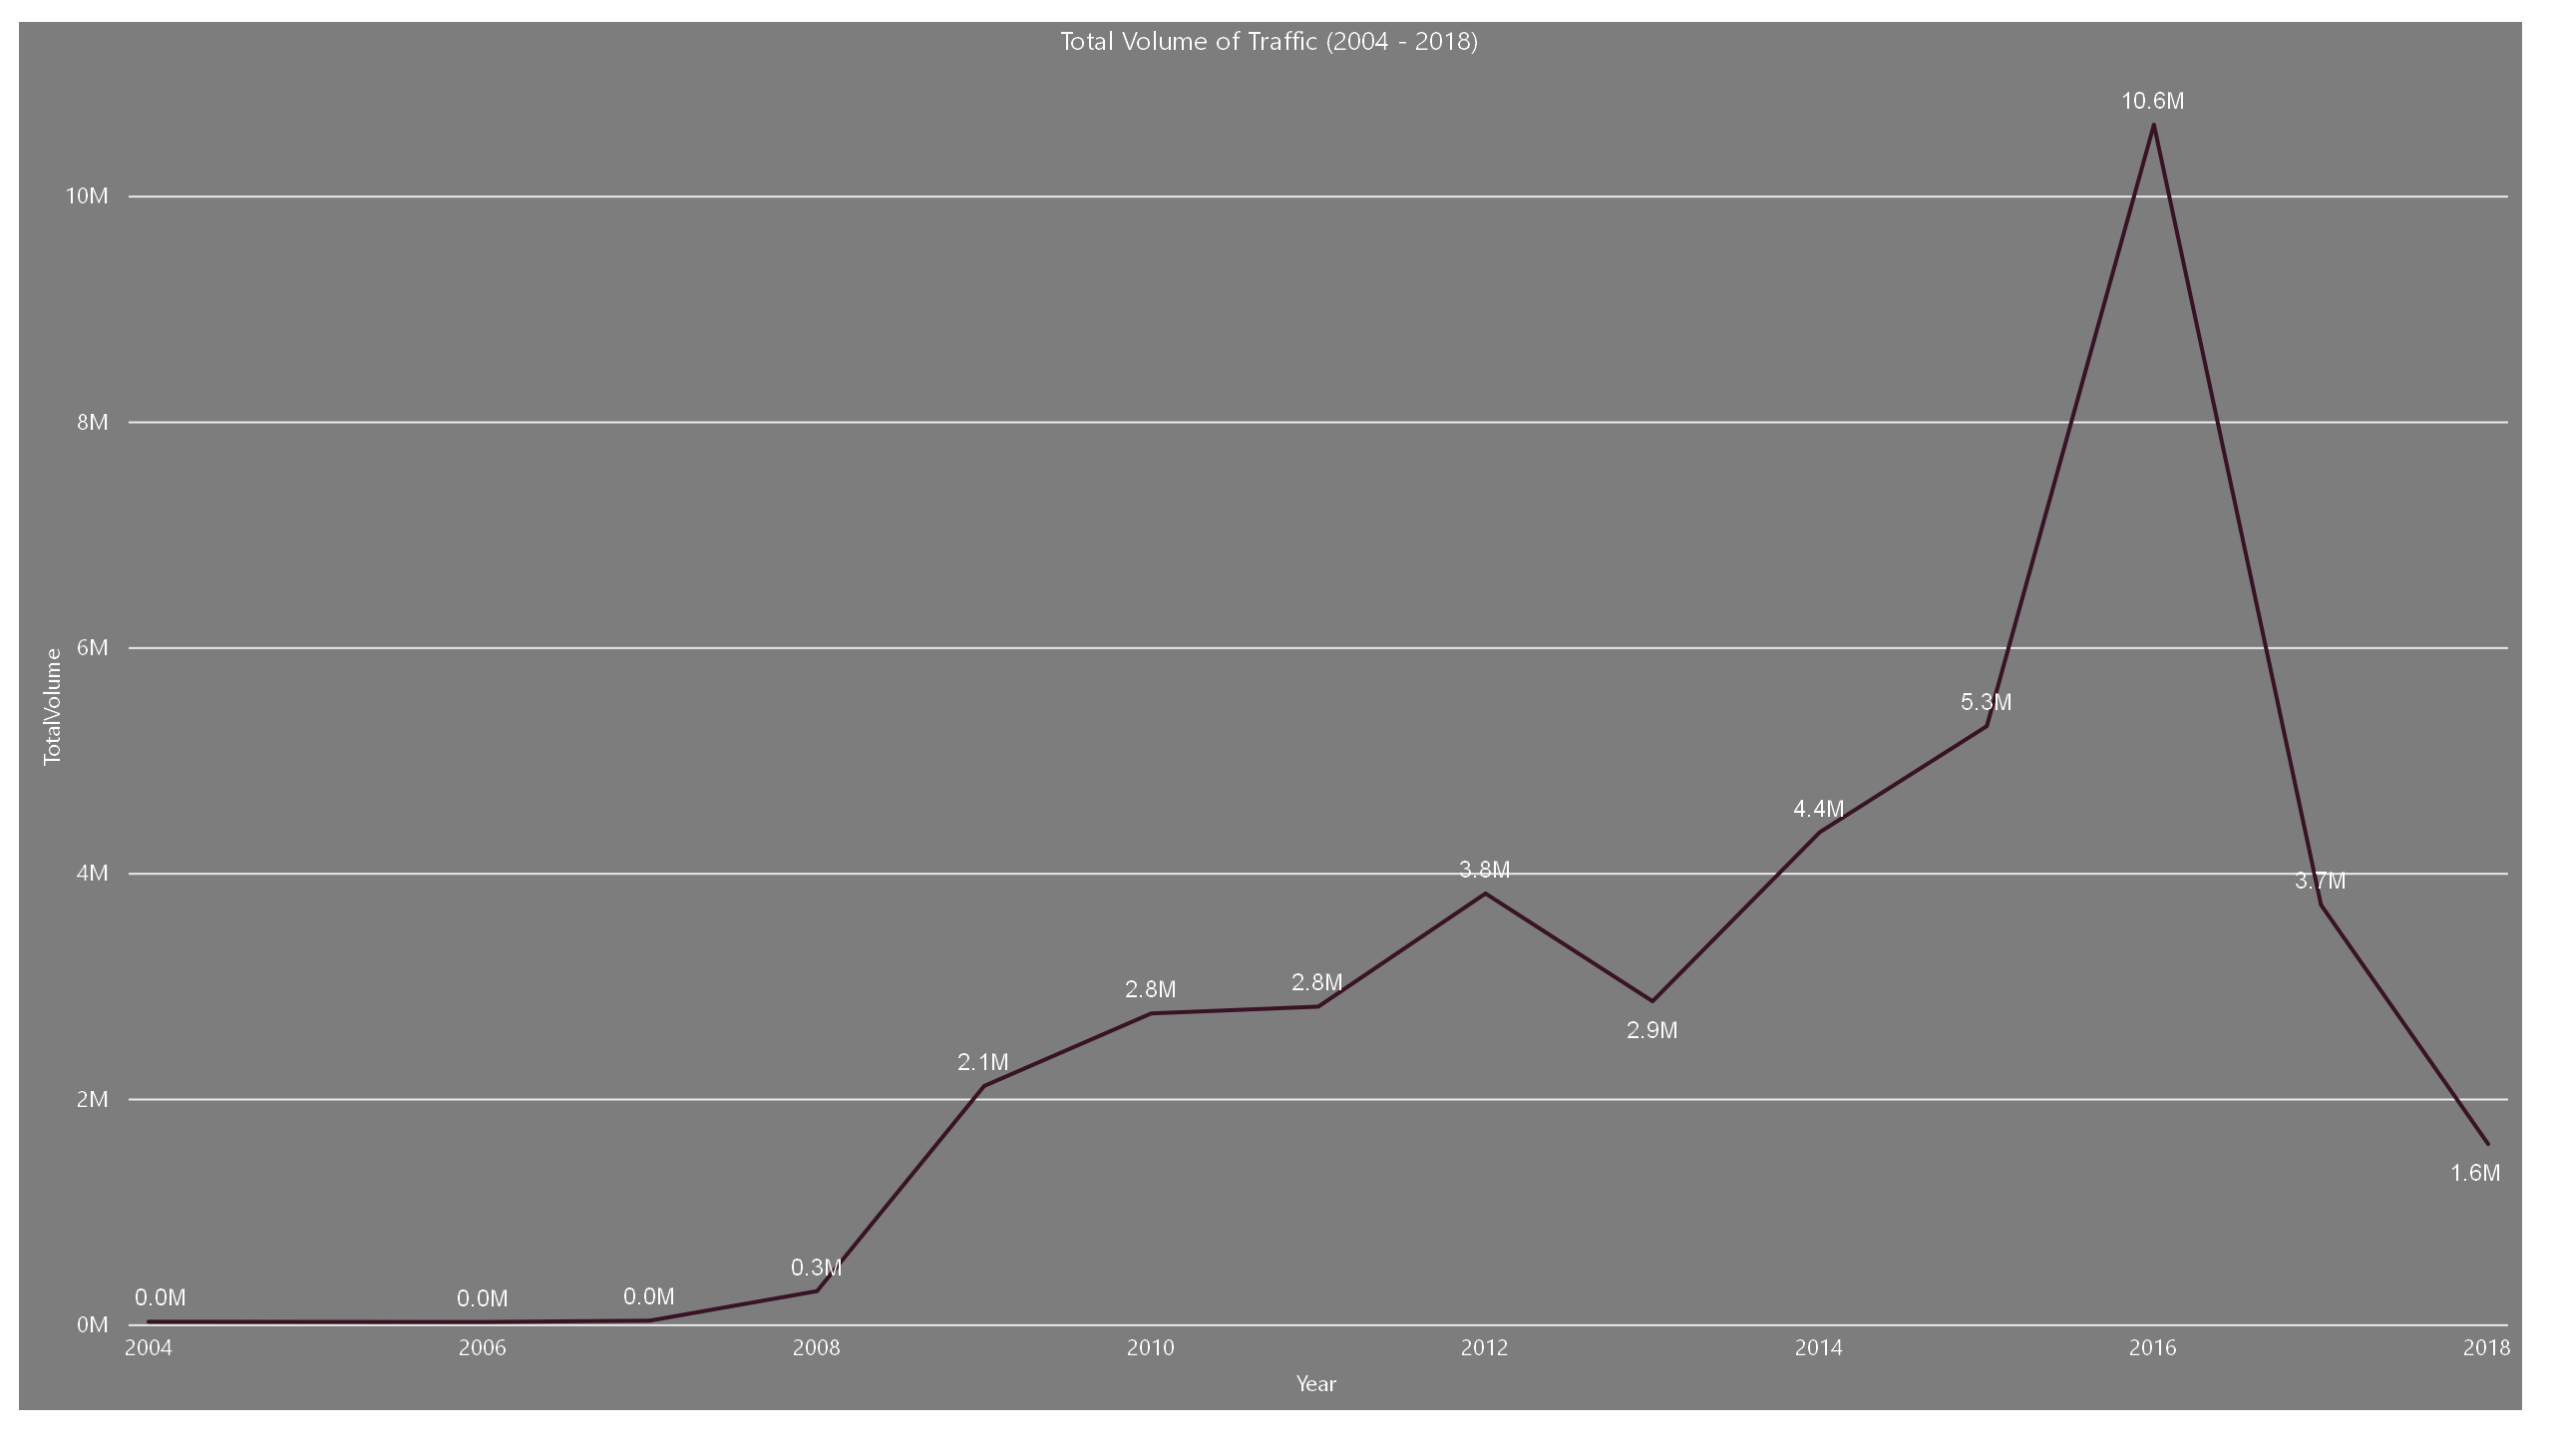 Total Volume of Traffic (2004 - 2018)
10.6M
10M
8M
6M
5.3M
4.4M
4M
3.8M
3.7M
2.8M
2.8M
2.9M
2.1M
2M
1.6M
0.3M
0.0M
0.0M
0.0M
0M
TotalVolume
2004
2006
2008
2010
2012
2014
2016
2018
Year